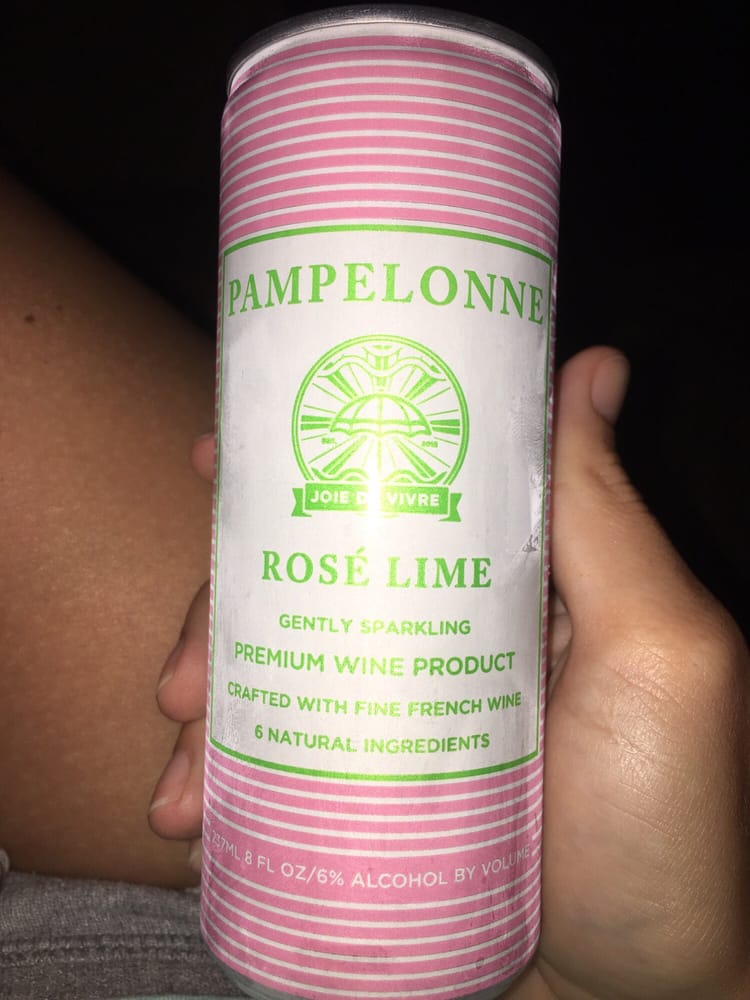 PAMPELONNE
EST. 2015
JOIE DE VIVRE
ROSÉ LIME
GENTLY SPARKLING
PREMIUM WINE PRODUCT
CRAFTED WITH FINE FRENCH WINE
6 NATURAL INGREDIENTS
237ML 8 FL OZ/6% ALCOHOL BY VOLUME